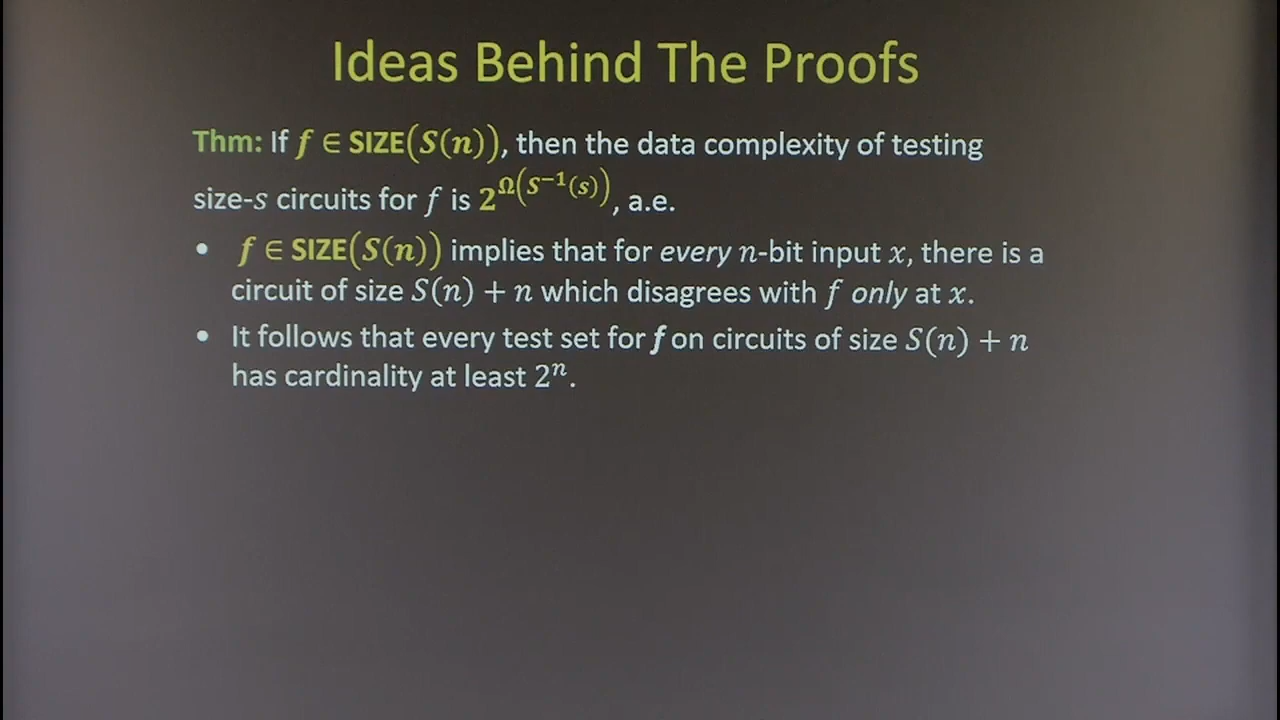 Ideas Behind The Proofs
Thm: If f ∈ SIZE(S(n)), then the data complexity of testing
size-s circuits for f is 2^Ω(S⁻¹(s)), a.e.
• f ∈ SIZE(S(n)) implies that for every n-bit input x, there is a
circuit of size S(n) + n which disagrees with f only at x.
• It follows that every test set for f on circuits of size S(n) + n
has cardinality at least 2ⁿ.